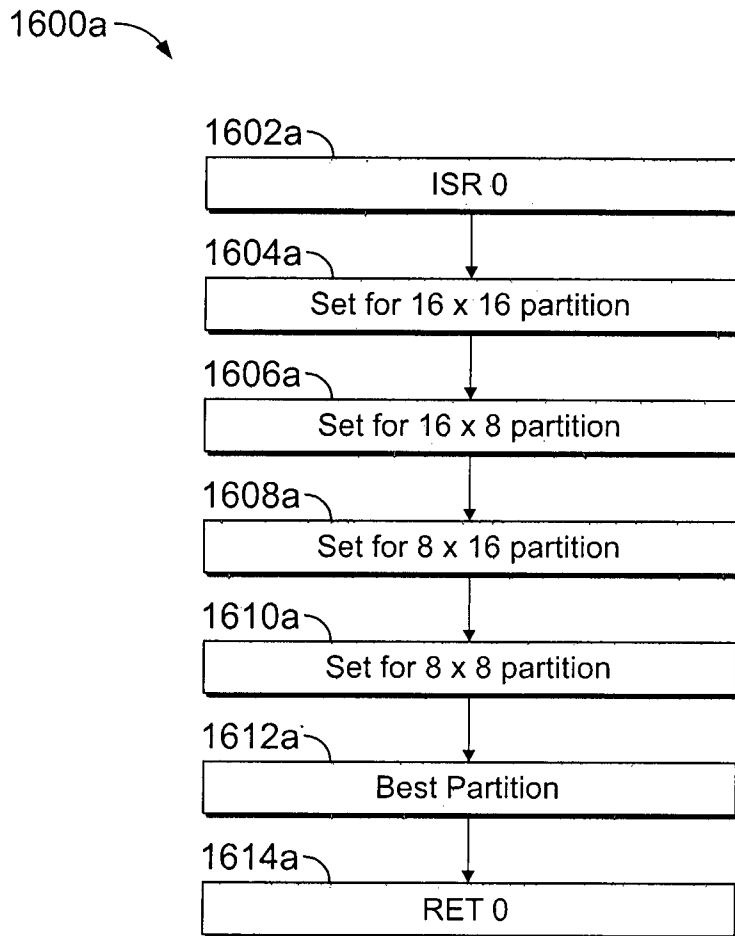 1600a
1602a
ISR 0
1604a
Set for 16 x 16 partition
1606a
Set for 16 x 8 partition
1608a
Set for 8 x 16 partition
1610a
Set for 8 x 8 partition
1612a
Best Partition
1614a
RET 0